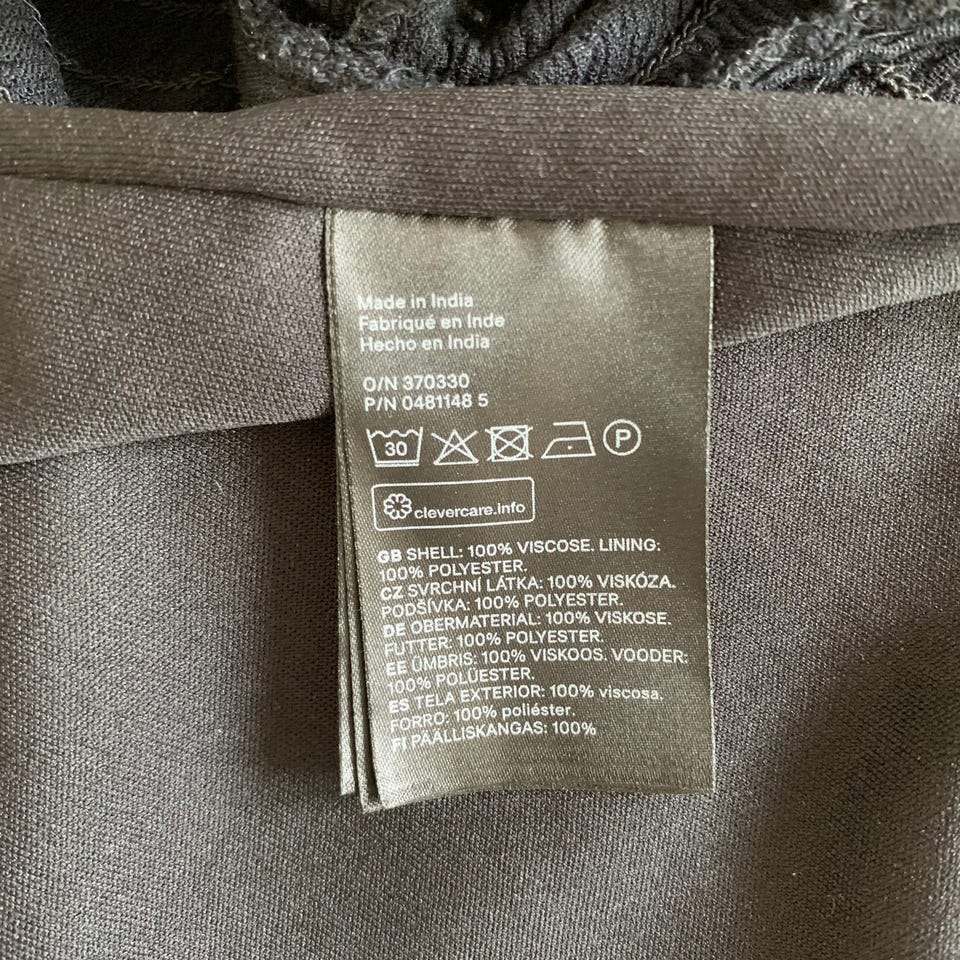 Made in India
Fabriqué en Inde
Hecho en India
O/N 370330
P/N 0481148 5
30 P
clevercare.info
GB SHELL: 100% VISCOSE. LINING:
100% POLYESTER.
CZ SVRCHNÍ LÁTKA: 100% VISKÓZA.
PODŠÍVKA: 100% POLYESTER.
DE OBERMATERIAL: 100% VISKOSE.
FUTTER: 100% POLYESTER.
EE ÜMBRIS: 100% VISKOOS. VOODER:
100% POLÜESTER.
ES TELA EXTERIOR: 100% viscosa.
FORRO: 100% poliéster.
FI PÄÄLLISKANGAS: 100%